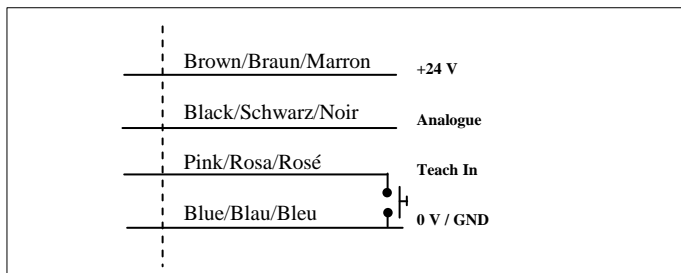 Brown/Braun/Marron +24 V
Black/Schwarz/Noir Analogue
Pink/Rosa/Rosé Teach In
Blue/Blau/Bleu 0 V / GND